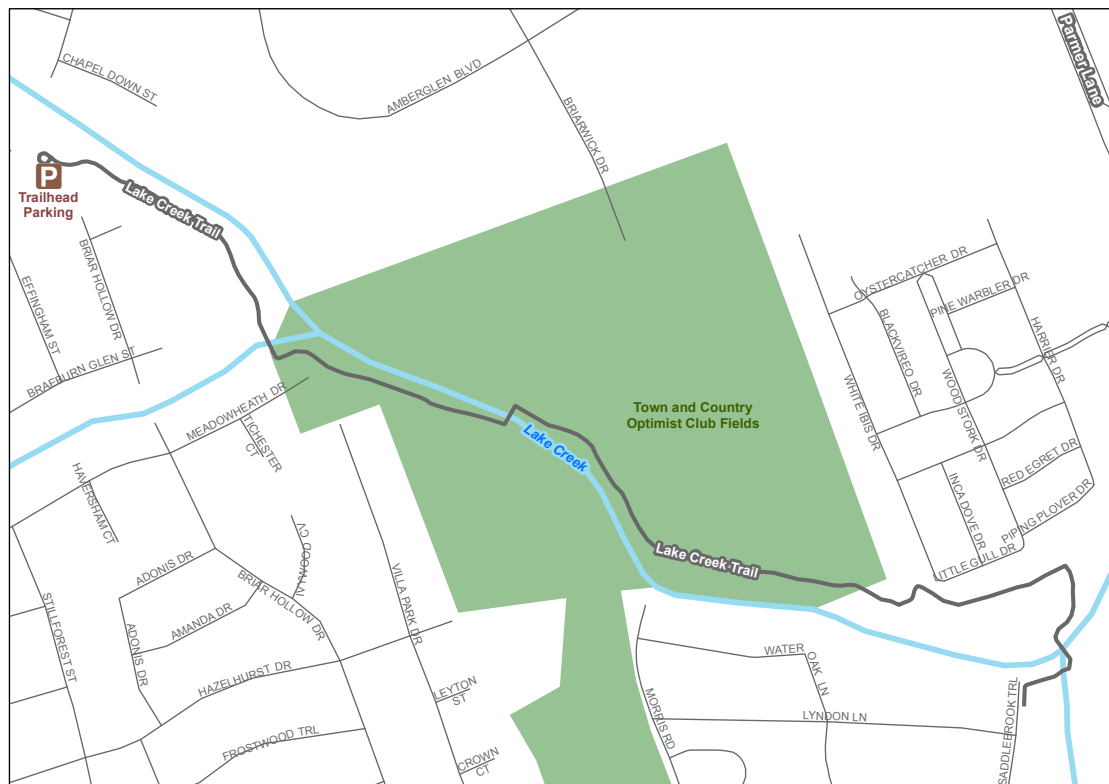 CHAPEL DOWN ST
AMBERGLEN BLVD
BRIARWICK DR
Parmer Lane
P
Trailhead
Parking
Lake Creek Trail
BRIAR HOLLOW DR
EFFINGHAM ST
BRAEBURN GLEN ST
MEADOWHEATH DR
TICHESTER
CT
HAVERSHAM CT
Town and Country
Optimist Club Fields
Lake Creek
OYSTERCATCHER DR
PINE WARBLER DR
BLACKVIREO DR
HARRIER DR
WHITE IBIS DR
WOOD STORK DR
RED EGRET DR
INCA DOVE DR
PIPING PLOVER DR
LITTLE GULL DR
Lake Creek Trail
ALWOOD CV
ADONIS DR
BRIAR HOLLOW DR
VILLA PARK DR
STILLFOREST ST
AMANDA DR
ADONIS DR
HAZELHURST DR
LEYTON
ST
FROSTWOOD TRL
CROWN
CT
MORRIS RD
WATER
OAK LN
LYNDON LN
SADDLEBROOK TRL